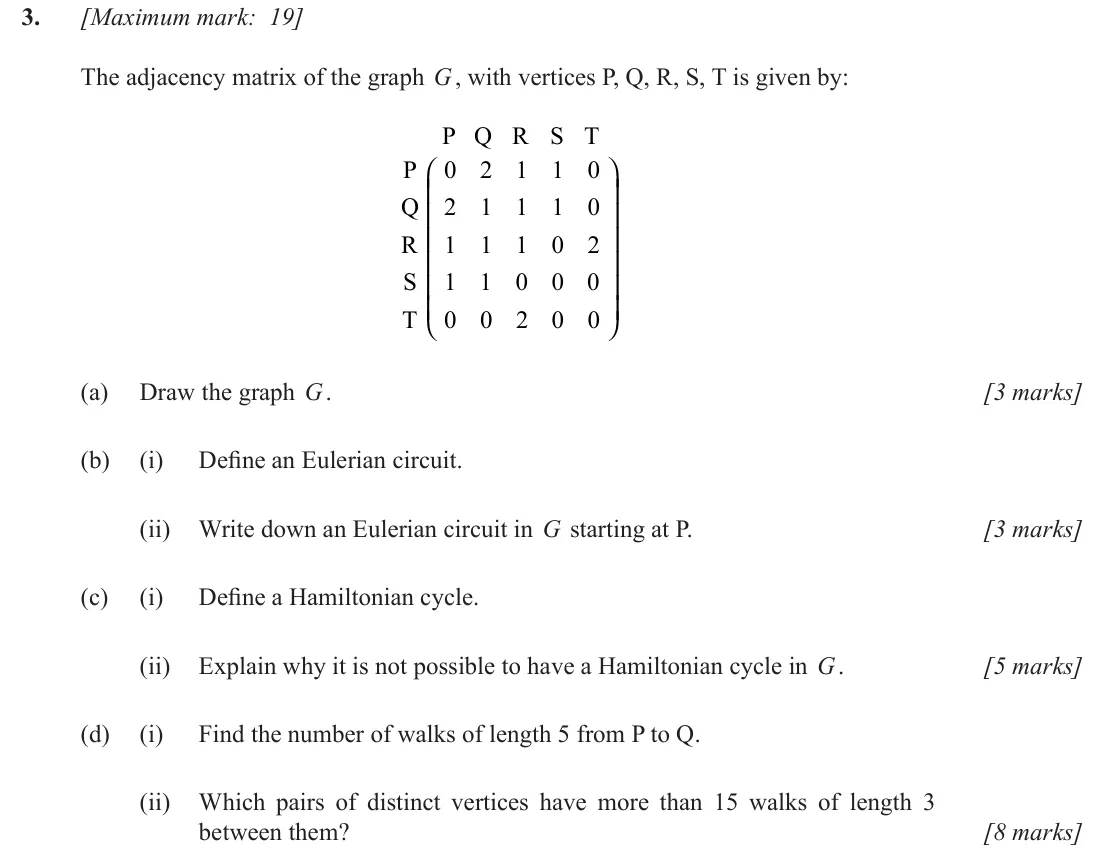 3. [Maximum mark: 19]
The adjacency matrix of the graph G, with vertices P, Q, R, S, T is given by:
P Q R S T
P 0 2 1 1 0
Q 2 1 1 1 0
R 1 1 1 0 2
S 1 1 0 0 0
T 0 0 2 0 0
(a) Draw the graph G. [3 marks]
(b) (i) Define an Eulerian circuit.
(ii) Write down an Eulerian circuit in G starting at P. [3 marks]
(c) (i) Define a Hamiltonian cycle.
(ii) Explain why it is not possible to have a Hamiltonian cycle in G. [5 marks]
(d) (i) Find the number of walks of length 5 from P to Q.
(ii) Which pairs of distinct vertices have more than 15 walks of length 3
between them? [8 marks]